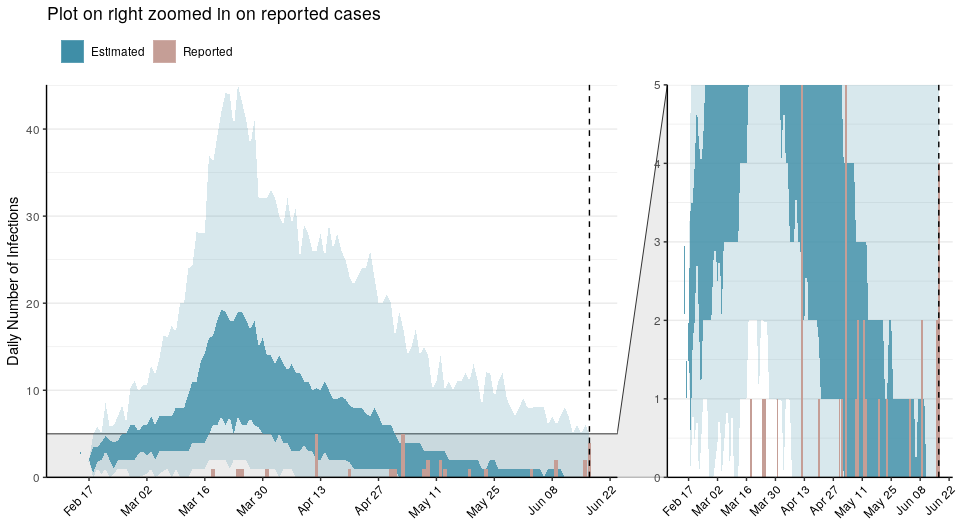 Plot on right zoomed in on reported cases
Estimated Reported
Daily Number of Infections
40
30
20
10
0
Feb 17 Mar 02 Mar 16 Mar 30 Apr 13 Apr 27 May 11 May 25 Jun 08 Jun 22
5
4
3
2
1
0
Feb 17 Mar 02 Mar 16 Mar 30 Apr 13 Apr 27 May 11 May 25 Jun 08 Jun 22